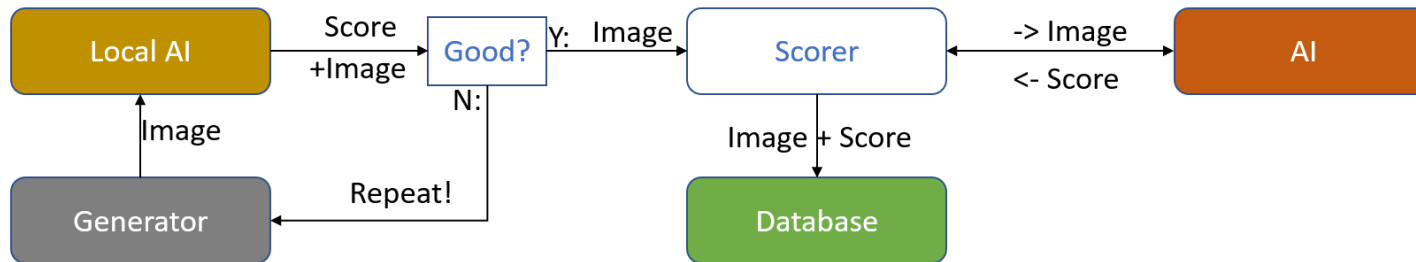 Local AI
Score
+Image
Good?
Y:
Image
Scorer
-> Image
<- Score
AI
N:
Image
Image + Score
Repeat!
Generator
Database